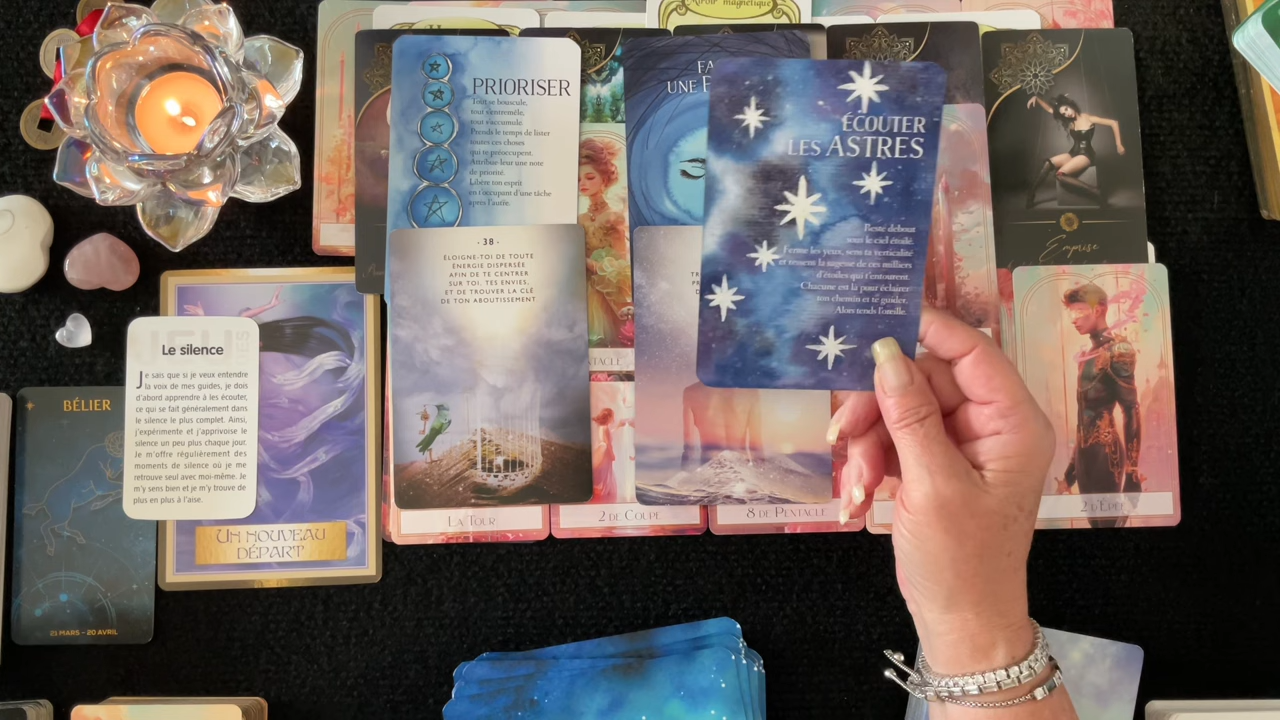 Miroir magnétique
PRIORISER
Tout se bouscule,
tout s'entremêle,
tout s'accumule.
Prends le temps de lister
toutes ces choses
qui te préoccupent.
Attribue-leur une note
de priorité.
Libère ton esprit
en t'occupant d'une tâche
après l'autre.
FA
UNE
ÉCOUTER
LES ASTRES
Reste debout
sous le ciel étoilé.
Ferme les yeux, sens ta verticalité
et ressent la sagesse de ces milliers
d'étoiles qui t'entourent.
Chacune est là pour éclairer
ton chemin et te guider.
Alors tends l'oreille.
Emprise
· 38 ·
ÉLOIGNE-TOI DE TOUTE
ÉNERGIE DISPERSÉE
AFIN DE TE CENTRER
SUR TOI, TES ENVIES,
ET DE TROUVER LA CLÉ
DE TON ABOUTISSEMENT
Le silence
Je sais que si je veux entendre
la voix de mes guides, je dois
d'abord apprendre à les écouter,
ce qui se fait généralement dans
le silence le plus complet. Ainsi,
j'expérimente et j'apprivoise le
silence un peu plus chaque jour.
Je m'offre régulièrement des
moments de silence où je me
retrouve seul avec moi-même. Je
m'y sens bien et je m'y trouve de
plus en plus à l'aise.
BÉLIER
21 MARS - 20 AVRIL
UN NOUVEAU
DÉPART
LA TOUR
2 DE COUPE
8 DE PENTACLE
2 D'ÉPÉE